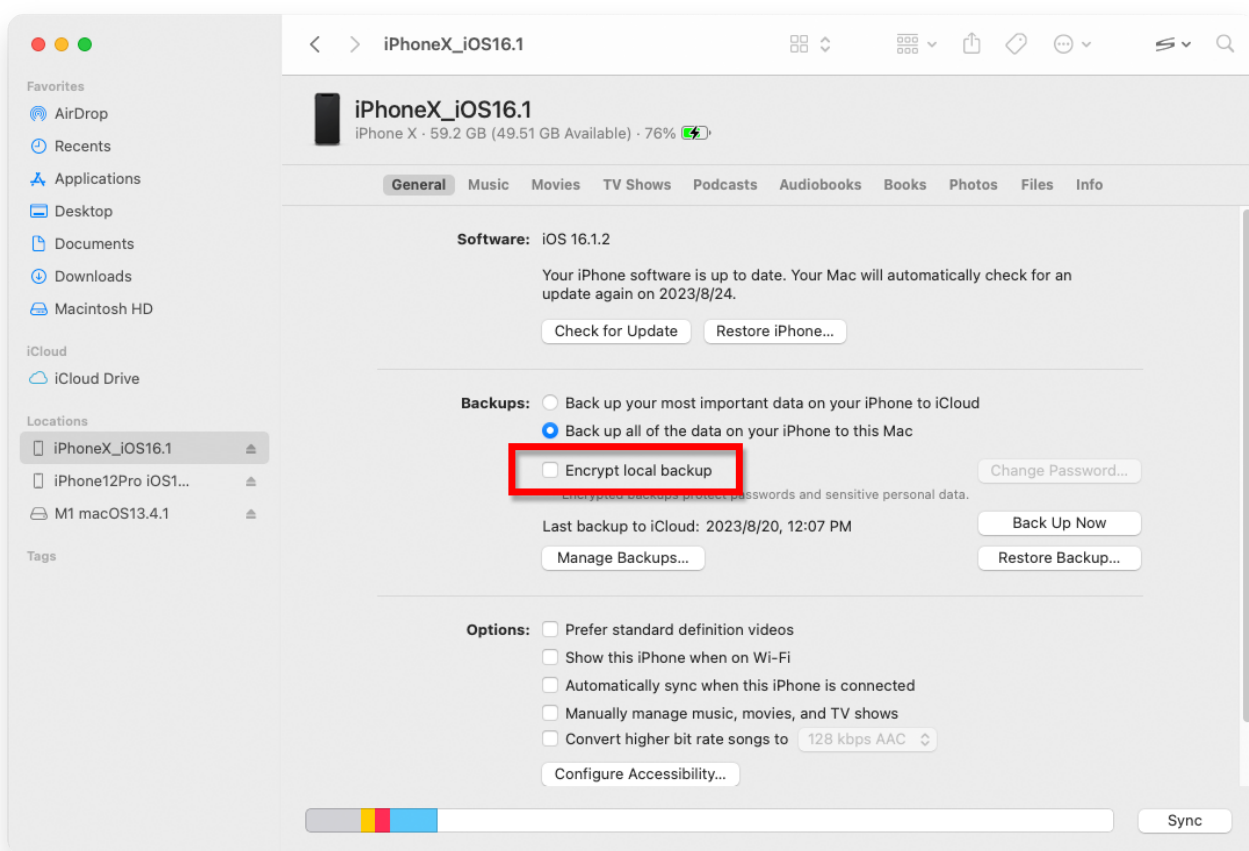 iPhoneX_iOS16.1
Favorites
AirDrop
Recents
Applications
Desktop
Documents
Downloads
Macintosh HD
iCloud
iCloud Drive
Locations
iPhoneX_iOS16.1
iPhone12Pro iOS1...
M1 macOS13.4.1
Tags
iPhoneX_iOS16.1
iPhone X · 59.2 GB (49.51 GB Available) · 76%
General Music Movies TV Shows Podcasts Audiobooks Books Photos Files Info
Software: iOS 16.1.2
Your iPhone software is up to date. Your Mac will automatically check for an
update again on 2023/8/24.
Check for Update Restore iPhone...
Backups: Back up your most important data on your iPhone to iCloud
Back up all of the data on your iPhone to this Mac
Encrypt local backup Change Password...
Encrypted backups protect passwords and sensitive personal data.
Last backup to iCloud: 2023/8/20, 12:07 PM Back Up Now
Manage Backups... Restore Backup...
Options: Prefer standard definition videos
Show this iPhone when on Wi-Fi
Automatically sync when this iPhone is connected
Manually manage music, movies, and TV shows
Convert higher bit rate songs to 128 kbps AAC
Configure Accessibility...
Sync